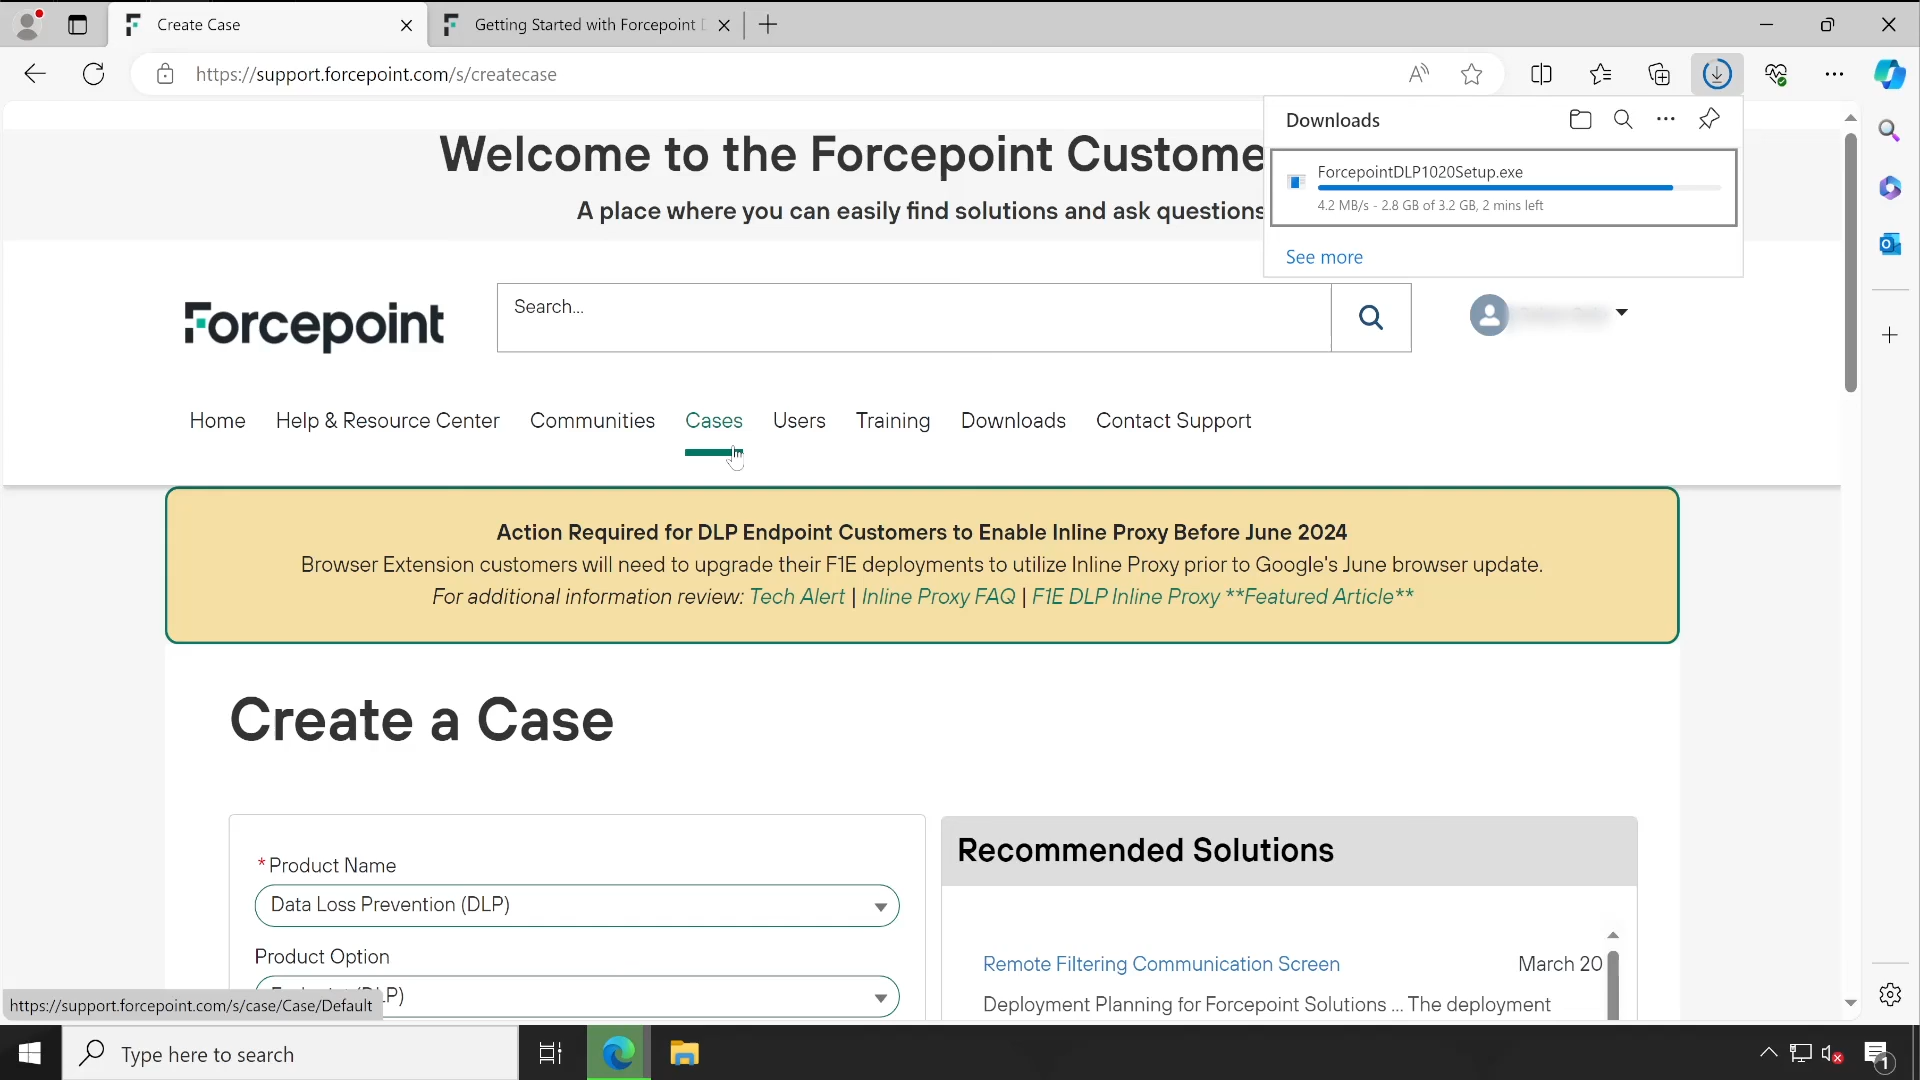 Create Case
Getting Started with Forcepoint
https://support.forcepoint.com/s/createcase
Downloads
ForcepointDLP1020Setup.exe
4.2 MB/s - 2.8 GB of 3.2 GB, 2 mins left
See more
Welcome to the Forcepoint Custome
A place where you can easily find solutions and ask questions
Forcepoint
Search...
Home Help & Resource Center Communities Cases Users Training Downloads Contact Support
Action Required for DLP Endpoint Customers to Enable Inline Proxy Before June 2024
Browser Extension customers will need to upgrade their F1E deployments to utilize Inline Proxy prior to Google's June browser update.
For additional information review: Tech Alert | Inline Proxy FAQ | F1E DLP Inline Proxy **Featured Article**
Create a Case
*Product Name
Data Loss Prevention (DLP)
Product Option
Recommended Solutions
Remote Filtering Communication Screen March 20
Deployment Planning for Forcepoint Solutions ... The deployment
https://support.forcepoint.com/s/case/Case/Default
Type here to search
1